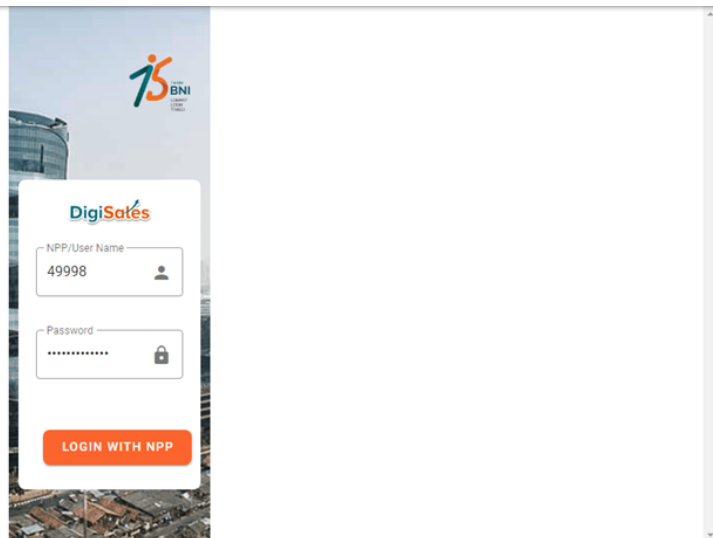 75
BNI
DigiSales
NPP/User Name
49998
Password
•••••••••••••
LOGIN WITH NPP